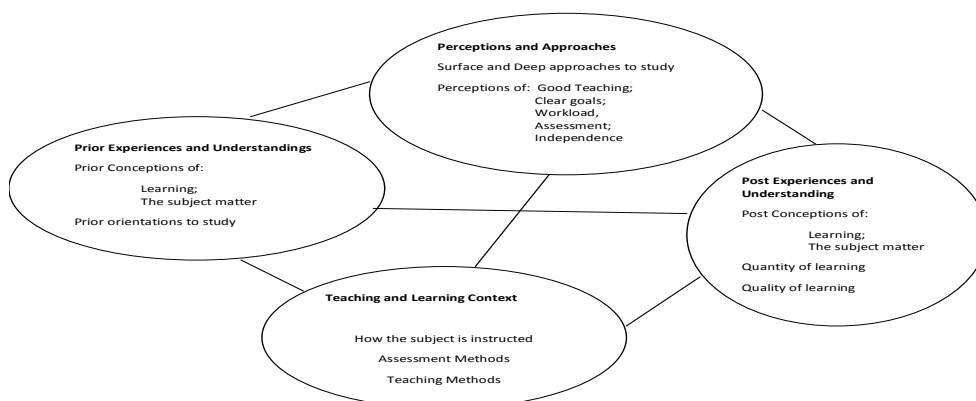 Perceptions and Approaches
Surface and Deep approaches to study
Perceptions of: Good Teaching;
Clear goals;
Workload,
Assessment;
Independence
Prior Experiences and Understandings
Prior Conceptions of:
Learning;
The subject matter
Prior orientations to study
Post Experiences and
Understanding
Post Conceptions of:
Learning;
The subject matter
Quantity of learning
Quality of learning
Teaching and Learning Context
How the subject is instructed
Assessment Methods
Teaching Methods